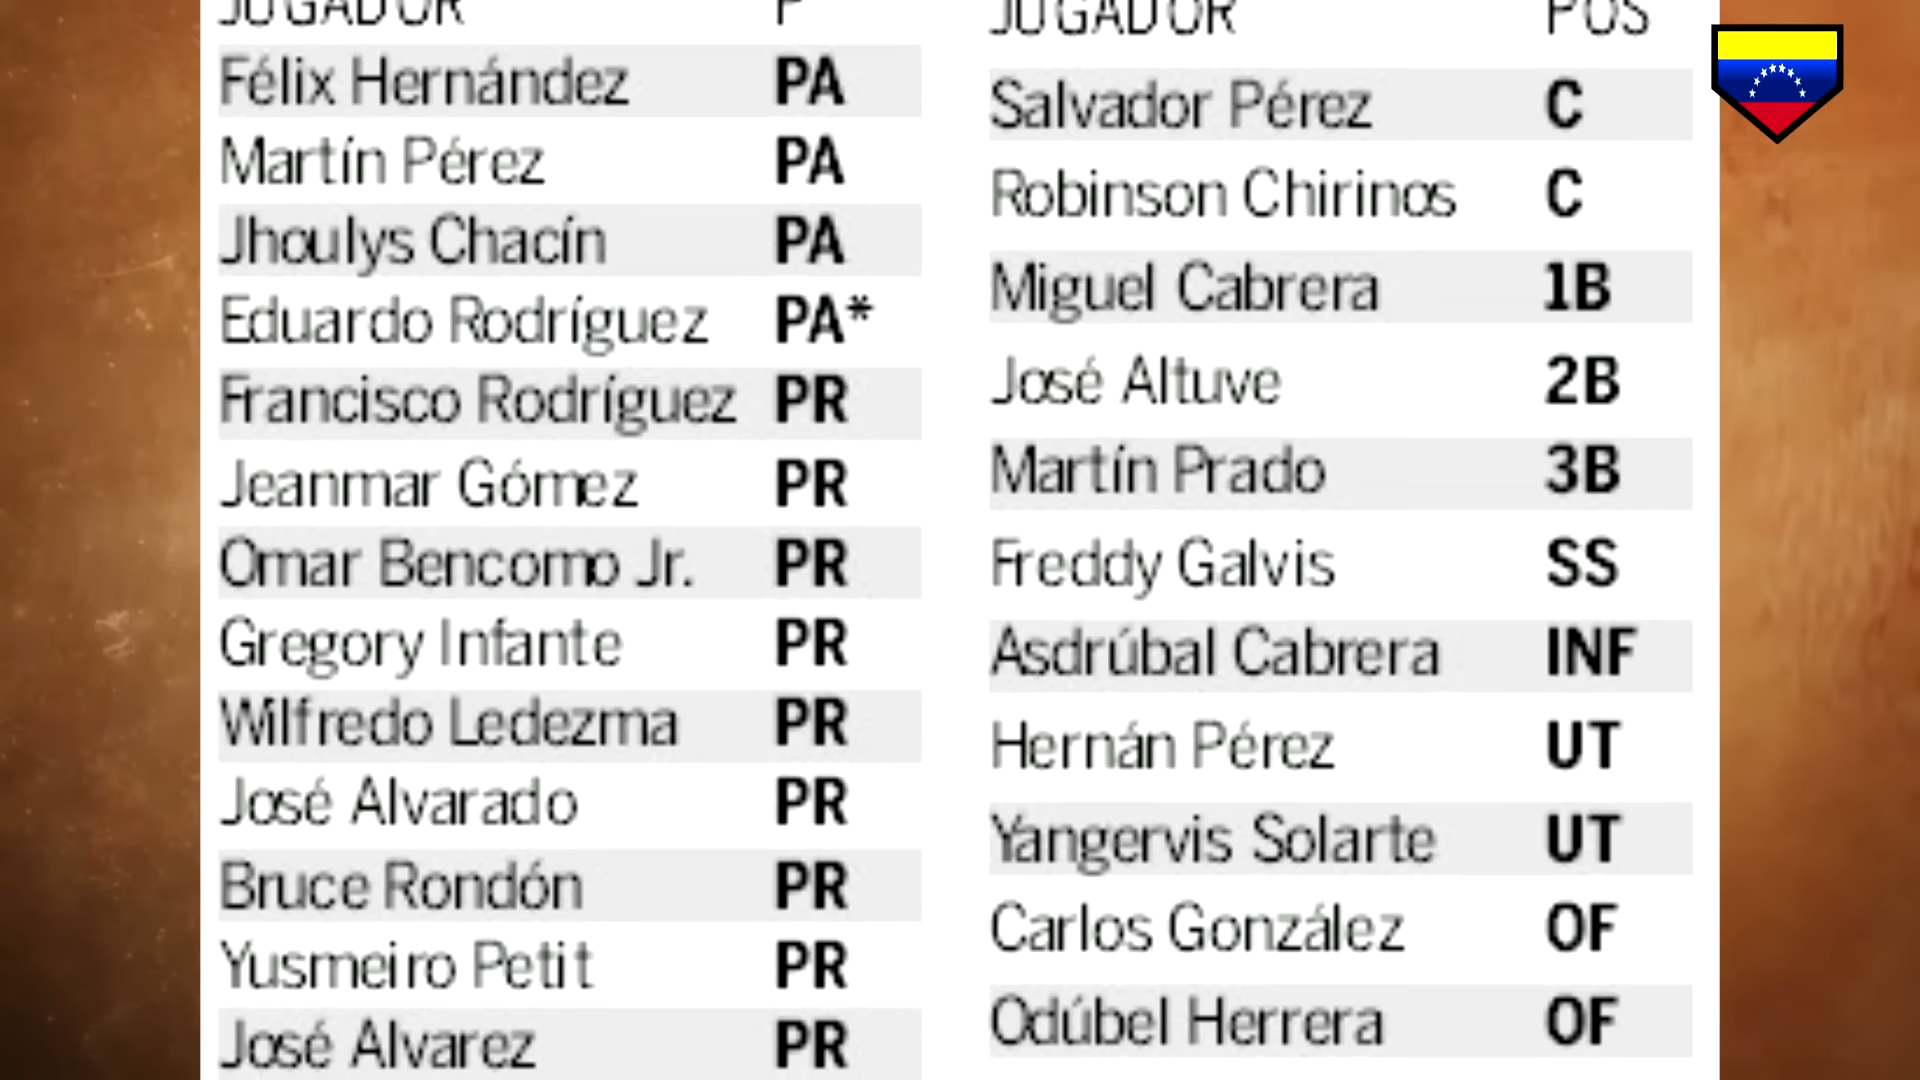 JUGADOR P
Félix Hernández PA
Martín Pérez PA
Jhoulys Chacín PA
Eduardo Rodríguez PA*
Francisco Rodríguez PR
Jeanmar Gómez PR
Omar Bencomo Jr. PR
Gregory Infante PR
Wilfredo Ledezma PR
José Alvarado PR
Bruce Rondón PR
Yusmeiro Petit PR
José Alvarez PR
JUGADOR POS
Salvador Pérez C
Robinson Chirinos C
Miguel Cabrera 1B
José Altuve 2B
Martín Prado 3B
Freddy Galvis SS
Asdrúbal Cabrera INF
Hernán Pérez UT
Yangervis Solarte UT
Carlos González OF
Odúbel Herrera OF